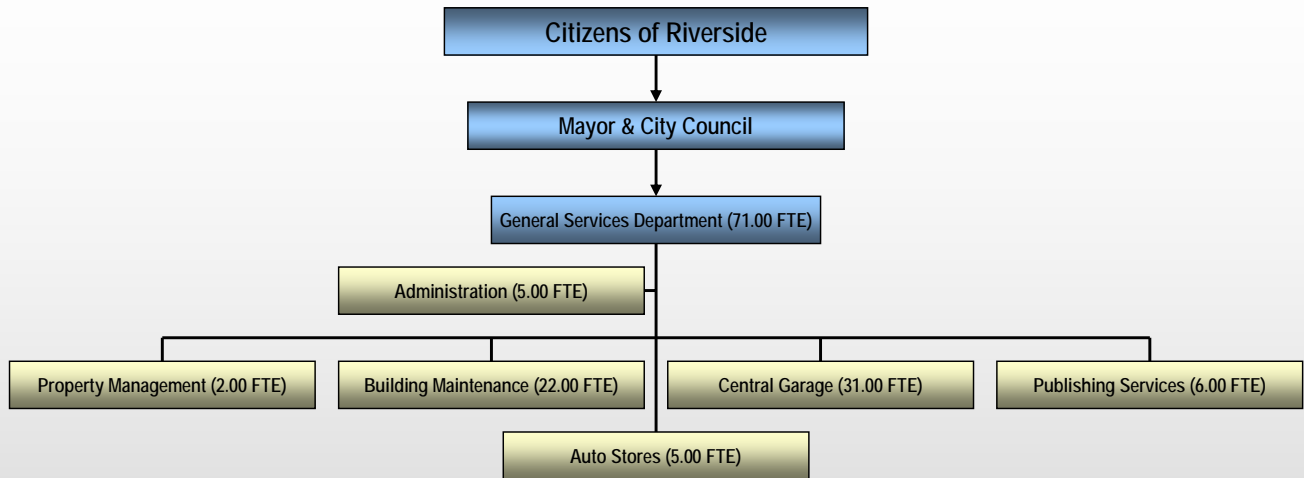 Citizens of Riverside
Mayor & City Council
General Services Department (71.00 FTE)
Administration (5.00 FTE)
Property Management (2.00 FTE)
Building Maintenance (22.00 FTE)
Central Garage (31.00 FTE)
Publishing Services (6.00 FTE)
Auto Stores (5.00 FTE)